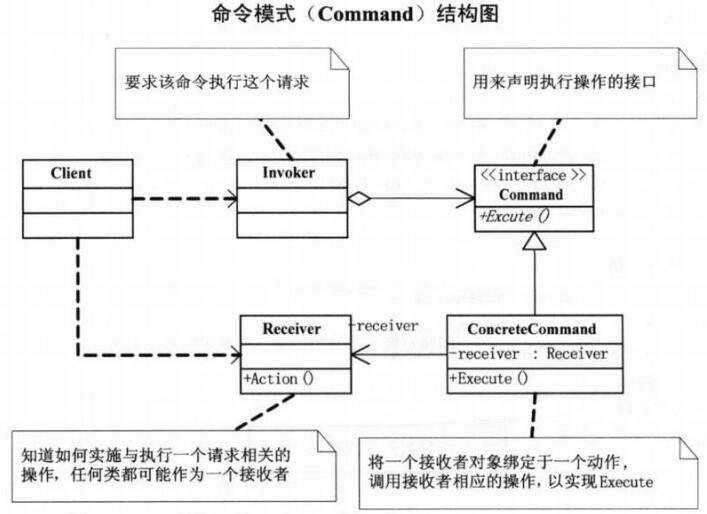 命令模式（Command）结构图
要求该命令执行这个请求
用来声明执行操作的接口
Client
Invoker
<<interface>>
Command
+Excute()
Receiver
+Action()
-receiver
ConcreteCommand
-receiver : Receiver
+Execute()
知道如何实施与执行一个请求相关的
操作，任何类都可能作为一个接收者
将一个接收者对象绑定于一个动作，
调用接收者相应的操作，以实现Execute